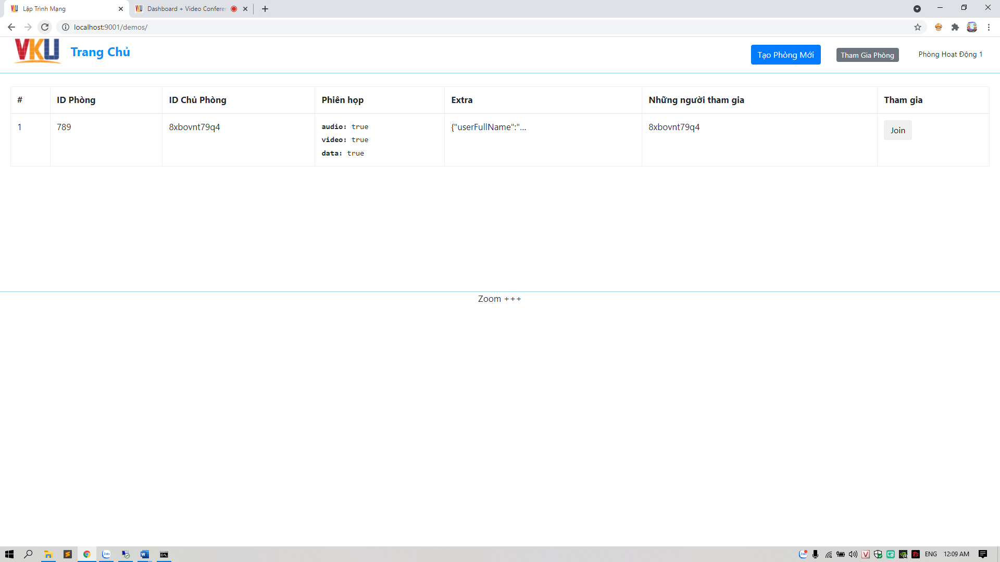 Lập Trình Mạng
Dashboard + Video Conferen
localhost:9001/demos/
VKU
Trang Chủ
Tạo Phòng Mới
Tham Gia Phòng
Phòng Hoạt Động 1
# ID Phòng ID Chủ Phòng Phiên họp Extra Những người tham gia Tham gia
1 789 8xbovnt79q4 audio: true {"userFullName":"... 8xbovnt79q4 Join
video: true
data: true
Zoom +++
ENG 12:09 AM